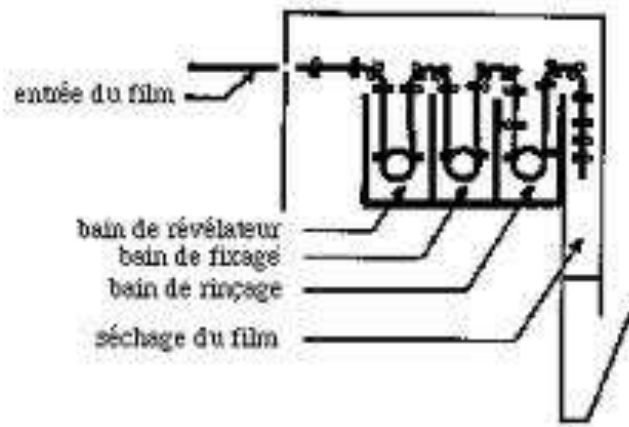 entrée du film
bain de révélateur
bain de fixage
bain de rinçage
séchage du film